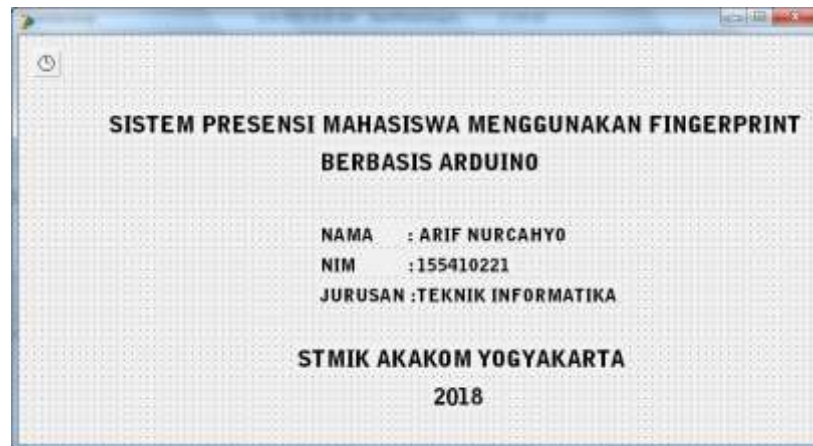 SISTEM PRESENSI MAHASISWA MENGGUNAKAN FINGERPRINT
BERBASIS ARDUINO
NAMA : ARIF NURCAHYO
NIM :155410221
JURUSAN :TEKNIK INFORMATIKA
STMIK AKAKOM YOGYAKARTA
2018